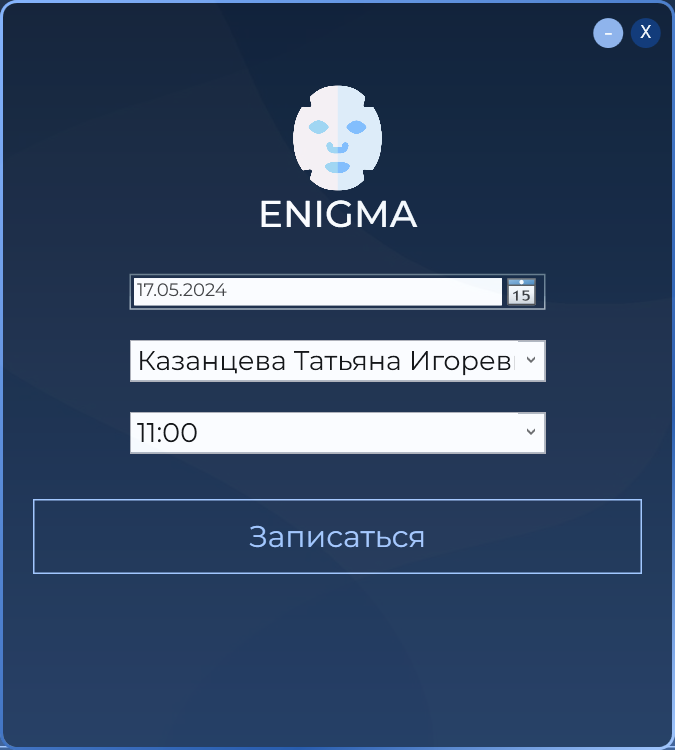 -
X
ENIGMA
17.05.2024
15
Казанцева Татьяна Игорев
11:00
Записаться